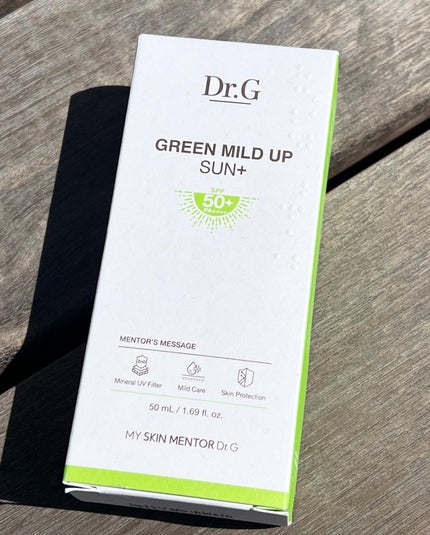 Dr.G
GREEN MILD UP
SUN+
SPF
50+
PA++++
MENTOR'S MESSAGE
Mineral UV Filter
Mild Care
Skin Protection
50 mL / 1.69 fl. oz.
MY SKIN MENTOR Dr.G